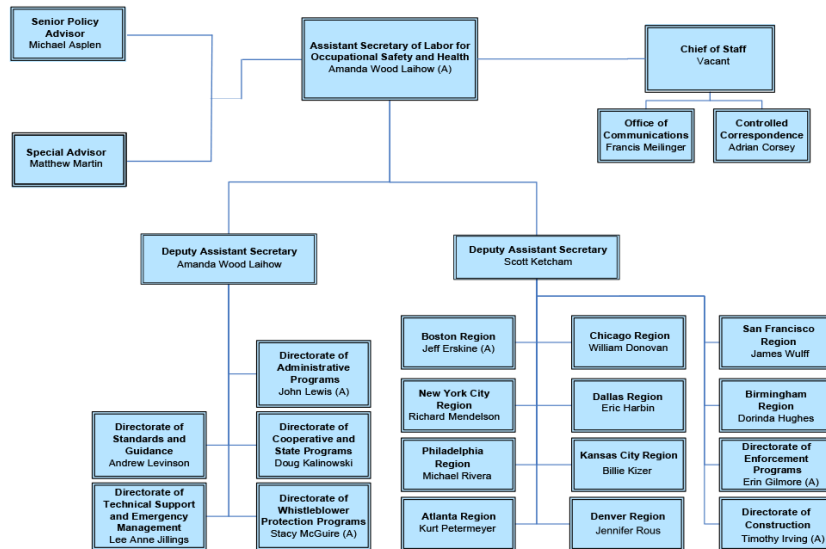 Senior Policy
Advisor
Michael Asplen
Assistant Secretary of Labor for
Occupational Safety and Health
Amanda Wood Laihow (A)
Chief of Staff
Vacant
Office of
Communications
Francis Meilinger
Controlled
Correspondence
Adrian Corsey
Special Advisor
Matthew Martin
Deputy Assistant Secretary
Amanda Wood Laihow
Deputy Assistant Secretary
Scott Ketcham
Directorate of
Administrative
Programs
John Lewis (A)
Directorate of
Standards and
Guidance
Andrew Levinson
Directorate of
Cooperative and
State Programs
Doug Kalinowski
Directorate of
Technical Support
and Emergency
Management
Lee Anne Jillings
Directorate of
Whistleblower
Protection Programs
Stacy McGuire (A)
Boston Region
Jeff Erskine (A)
Chicago Region
William Donovan
San Francisco
Region
James Wulff
New York City
Region
Richard Mendelson
Dallas Region
Eric Harbin
Birmingham
Region
Dorinda Hughes
Philadelphia
Region
Michael Rivera
Kansas City Region
Billie Kizer
Directorate of
Enforcement
Programs
Erin Gilmore (A)
Atlanta Region
Kurt Petermeyer
Denver Region
Jennifer Rous
Directorate of
Construction
Timothy Irving (A)